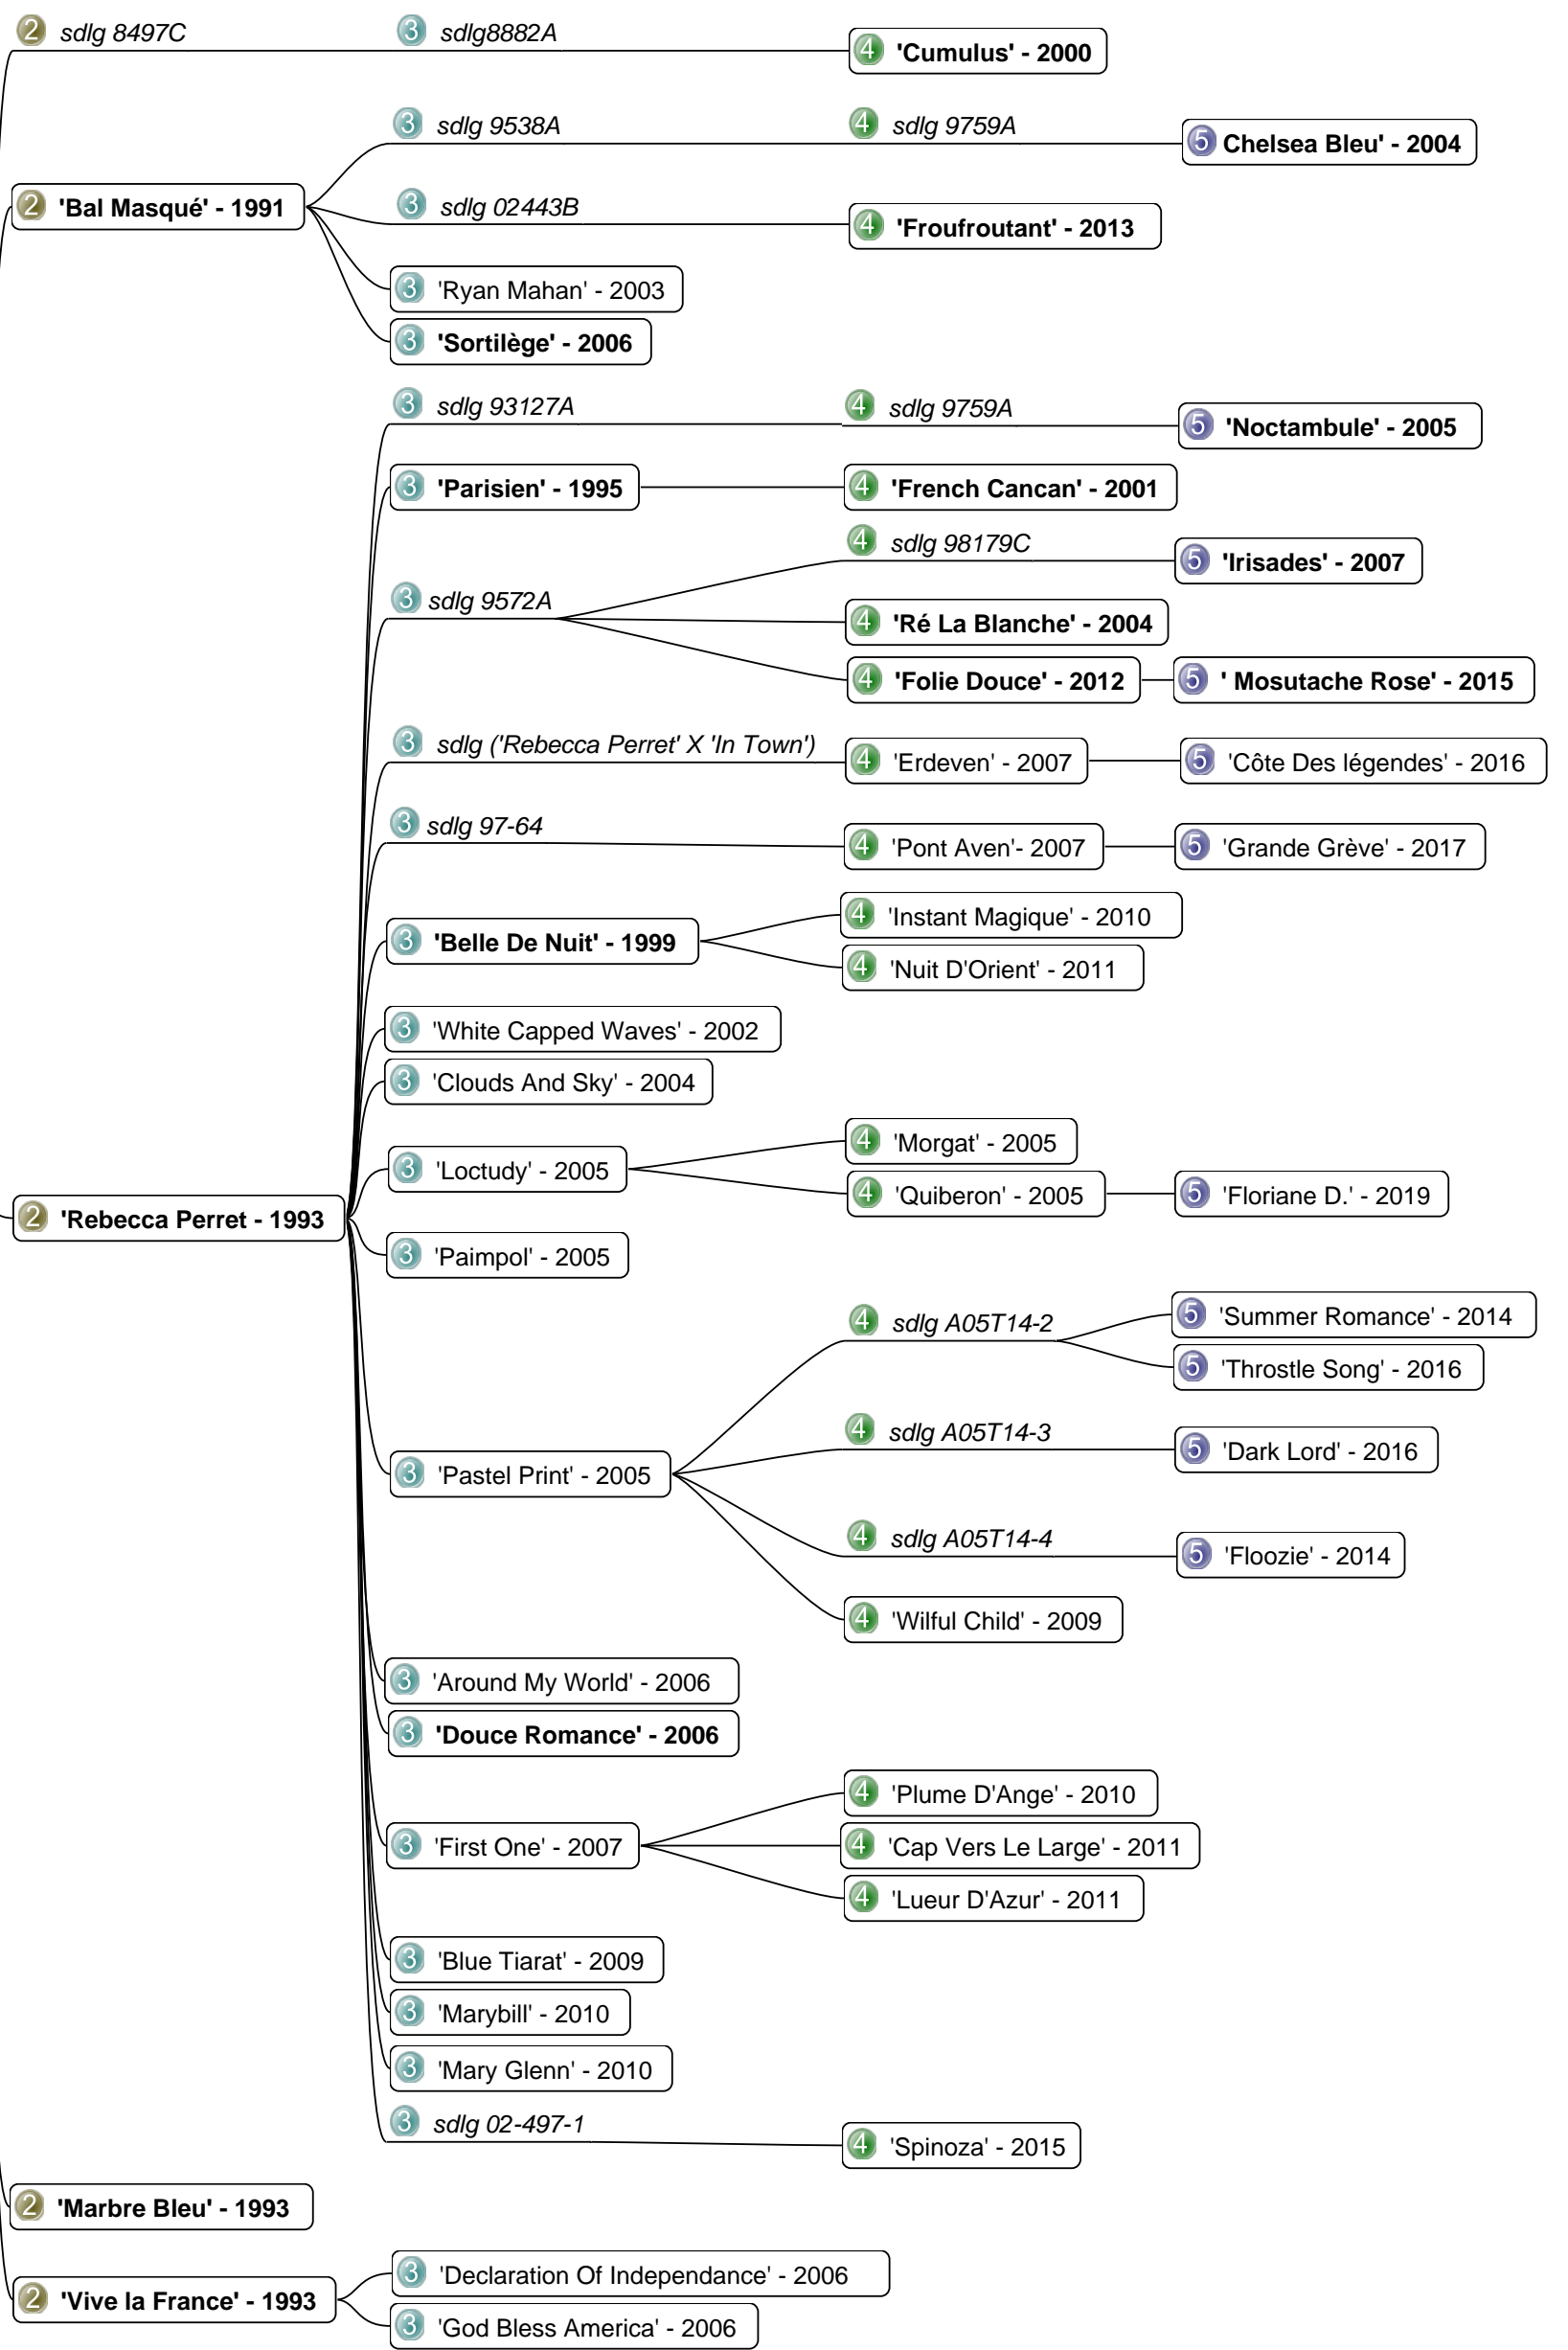 2 sdlg 8497C
3 sdlg8882A
4 'Cumulus' - 2000
2 'Bal Masqué' - 1991
3 sdlg 9538A
4 sdlg 9759A
5 Chelsea Bleu' - 2004
3 sdlg 02443B
4 'Froufroutant' - 2013
3 'Ryan Mahan' - 2003
3 'Sortilège' - 2006
2 'Rebecca Perret - 1993
3 sdlg 93127A
4 sdlg 9759A
5 'Noctambule' - 2005
3 'Parisien' - 1995
4 'French Cancan' - 2001
3 sdlg 9572A
4 sdlg 98179C
5 'Irisades' - 2007
4 'Ré La Blanche' - 2004
4 'Folie Douce' - 2012
5 ' Mosutache Rose' - 2015
3 sdlg ('Rebecca Perret' X 'In Town')
4 'Erdeven' - 2007
5 'Côte Des légendes' - 2016
3 sdlg 97-64
4 'Pont Aven'- 2007
5 'Grande Grève' - 2017
3 'Belle De Nuit' - 1999
4 'Instant Magique' - 2010
4 'Nuit D'Orient' - 2011
3 'White Capped Waves' - 2002
3 'Clouds And Sky' - 2004
3 'Loctudy' - 2005
4 'Morgat' - 2005
4 'Quiberon' - 2005
5 'Floriane D.' - 2019
3 'Paimpol' - 2005
3 'Pastel Print' - 2005
4 sdlg A05T14-2
5 'Summer Romance' - 2014
5 'Throstle Song' - 2016
4 sdlg A05T14-3
5 'Dark Lord' - 2016
4 sdlg A05T14-4
5 'Floozie' - 2014
4 'Wilful Child' - 2009
3 'Around My World' - 2006
3 'Douce Romance' - 2006
3 'First One' - 2007
4 'Plume D'Ange' - 2010
4 'Cap Vers Le Large' - 2011
4 'Lueur D'Azur' - 2011
3 'Blue Tiarat' - 2009
3 'Marybill' - 2010
3 'Mary Glenn' - 2010
3 sdlg 02-497-1
4 'Spinoza' - 2015
2 'Marbre Bleu' - 1993
2 'Vive la France' - 1993
3 'Declaration Of Independance' - 2006
3 'God Bless America' - 2006